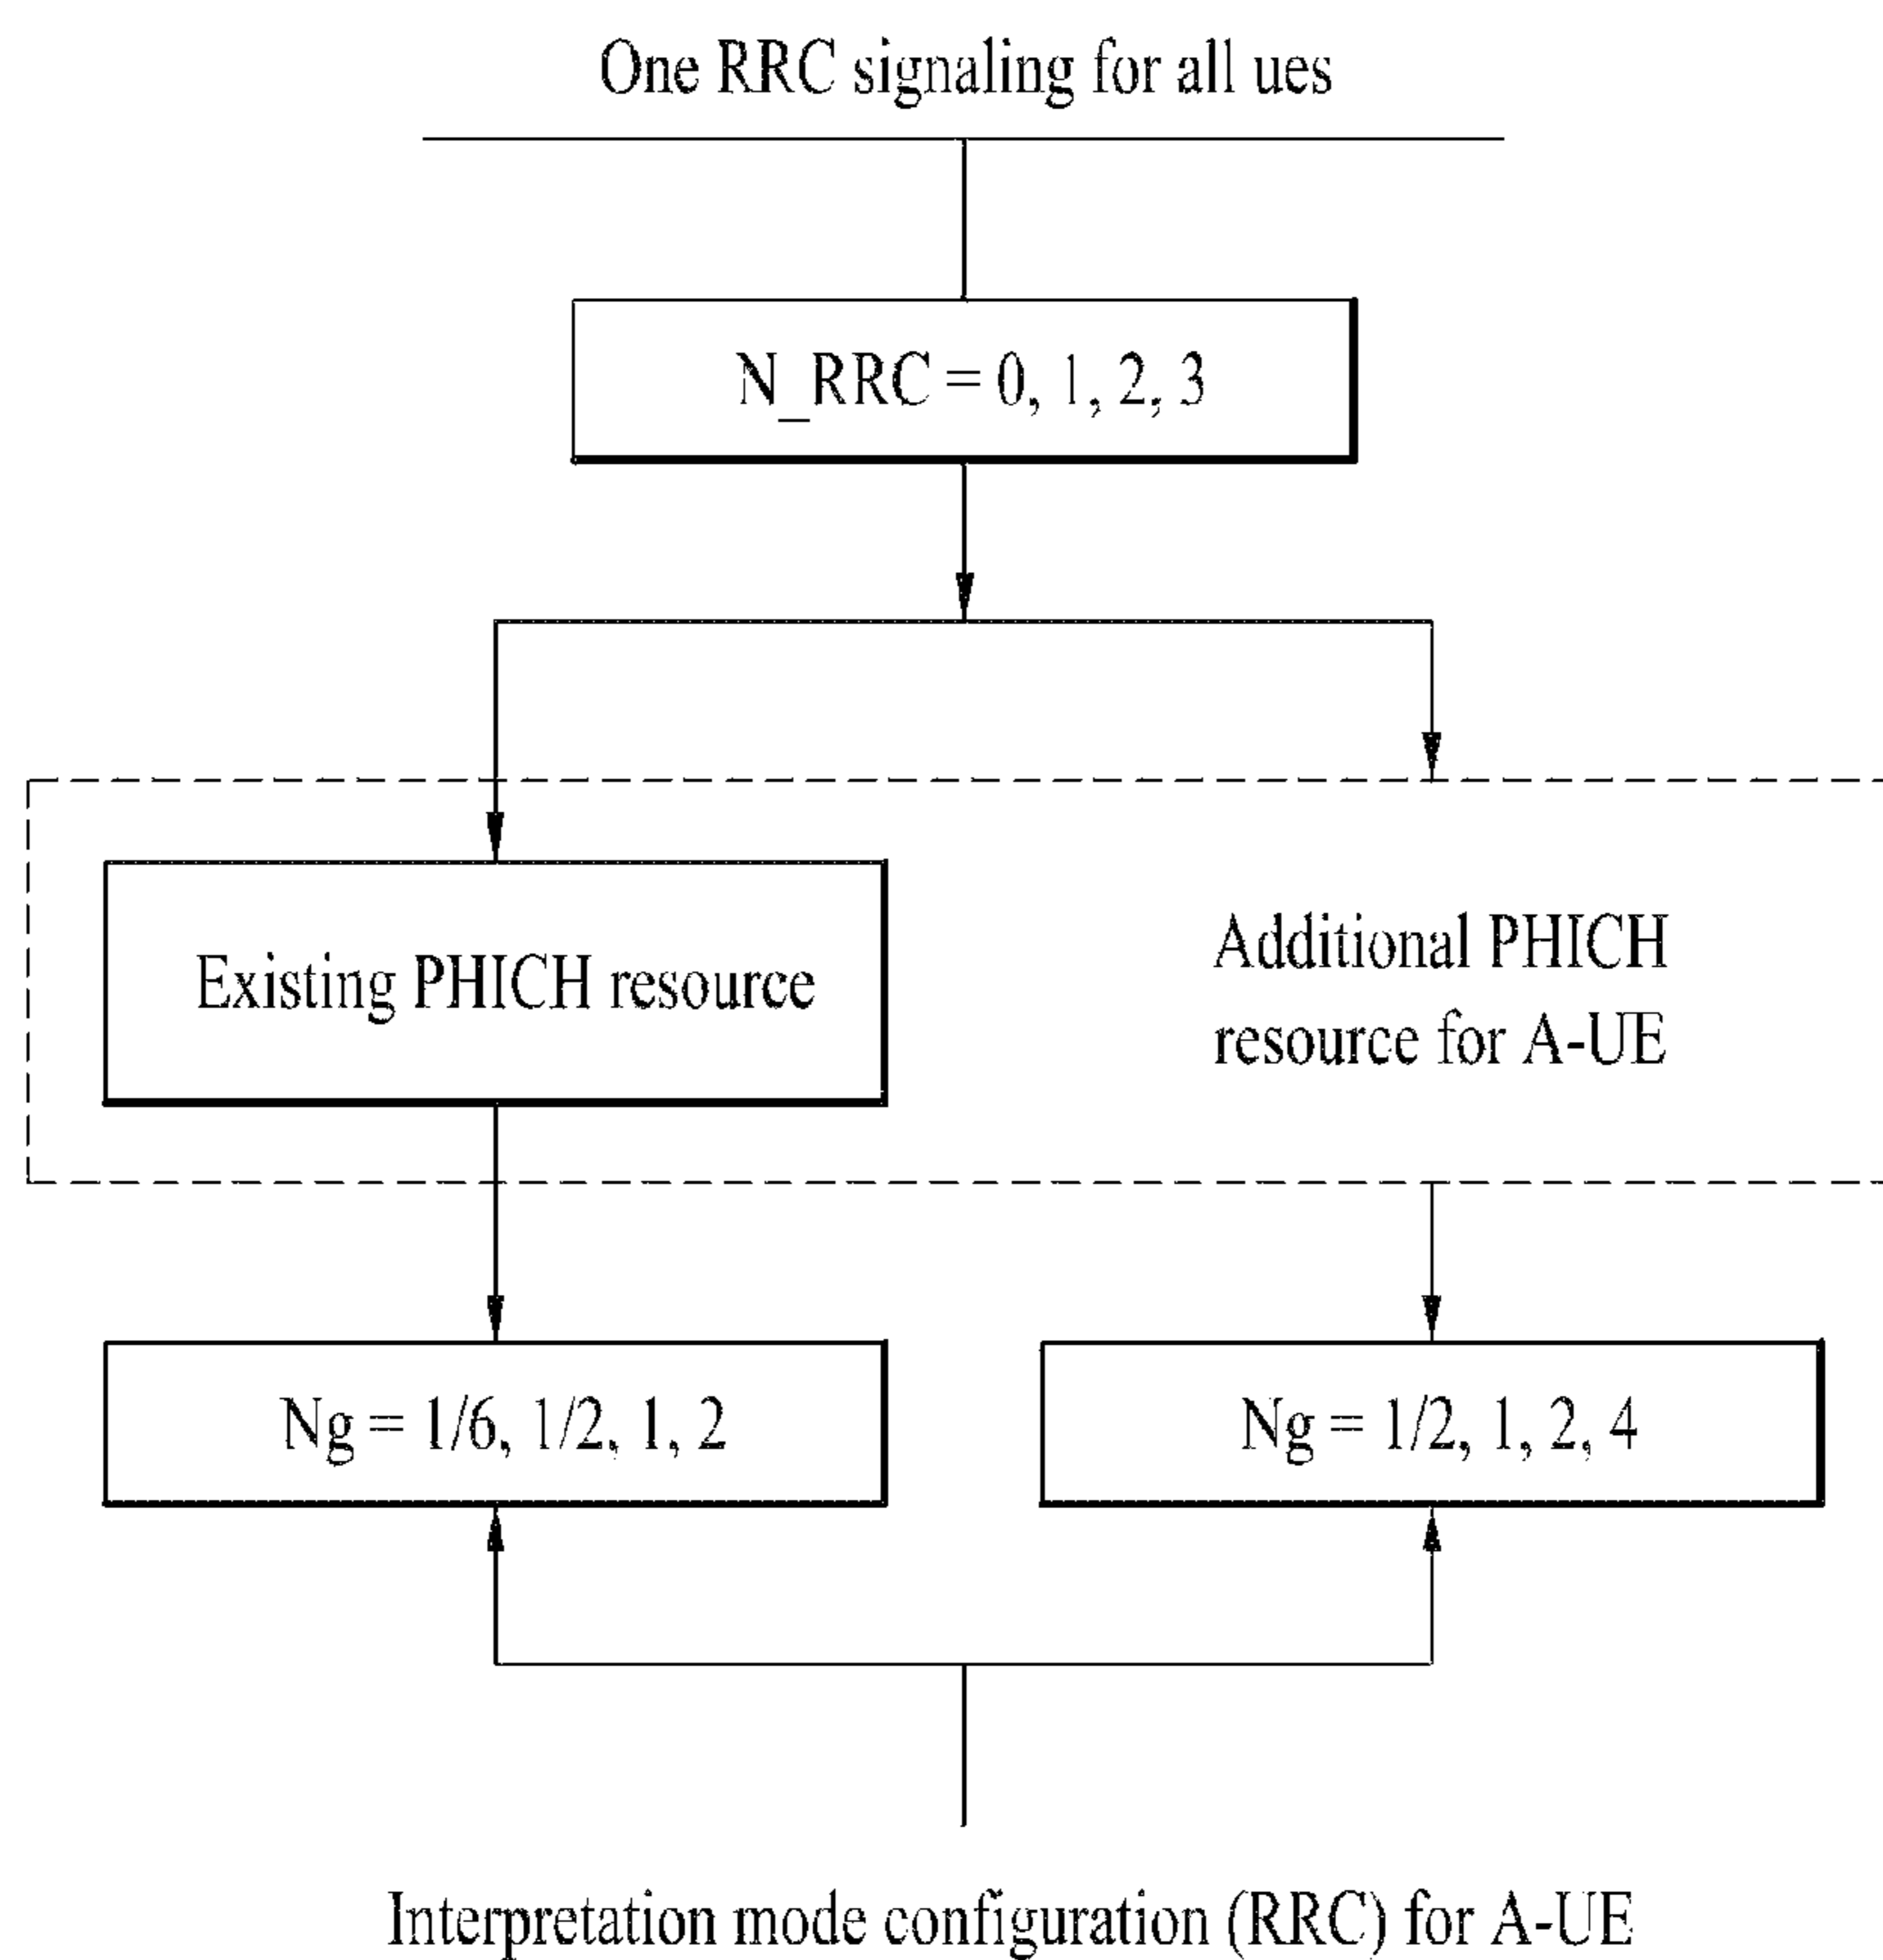 One RRC signaling for all ues
N_RRC = 0, 1, 2, 3
Existing PHICH resource
Additional PHICH
resource for A-UE
Ng = 1/6, 1/2, 1, 2
Ng = 1/2, 1, 2, 4
Interpretation mode configuration (RRC) for A-UE